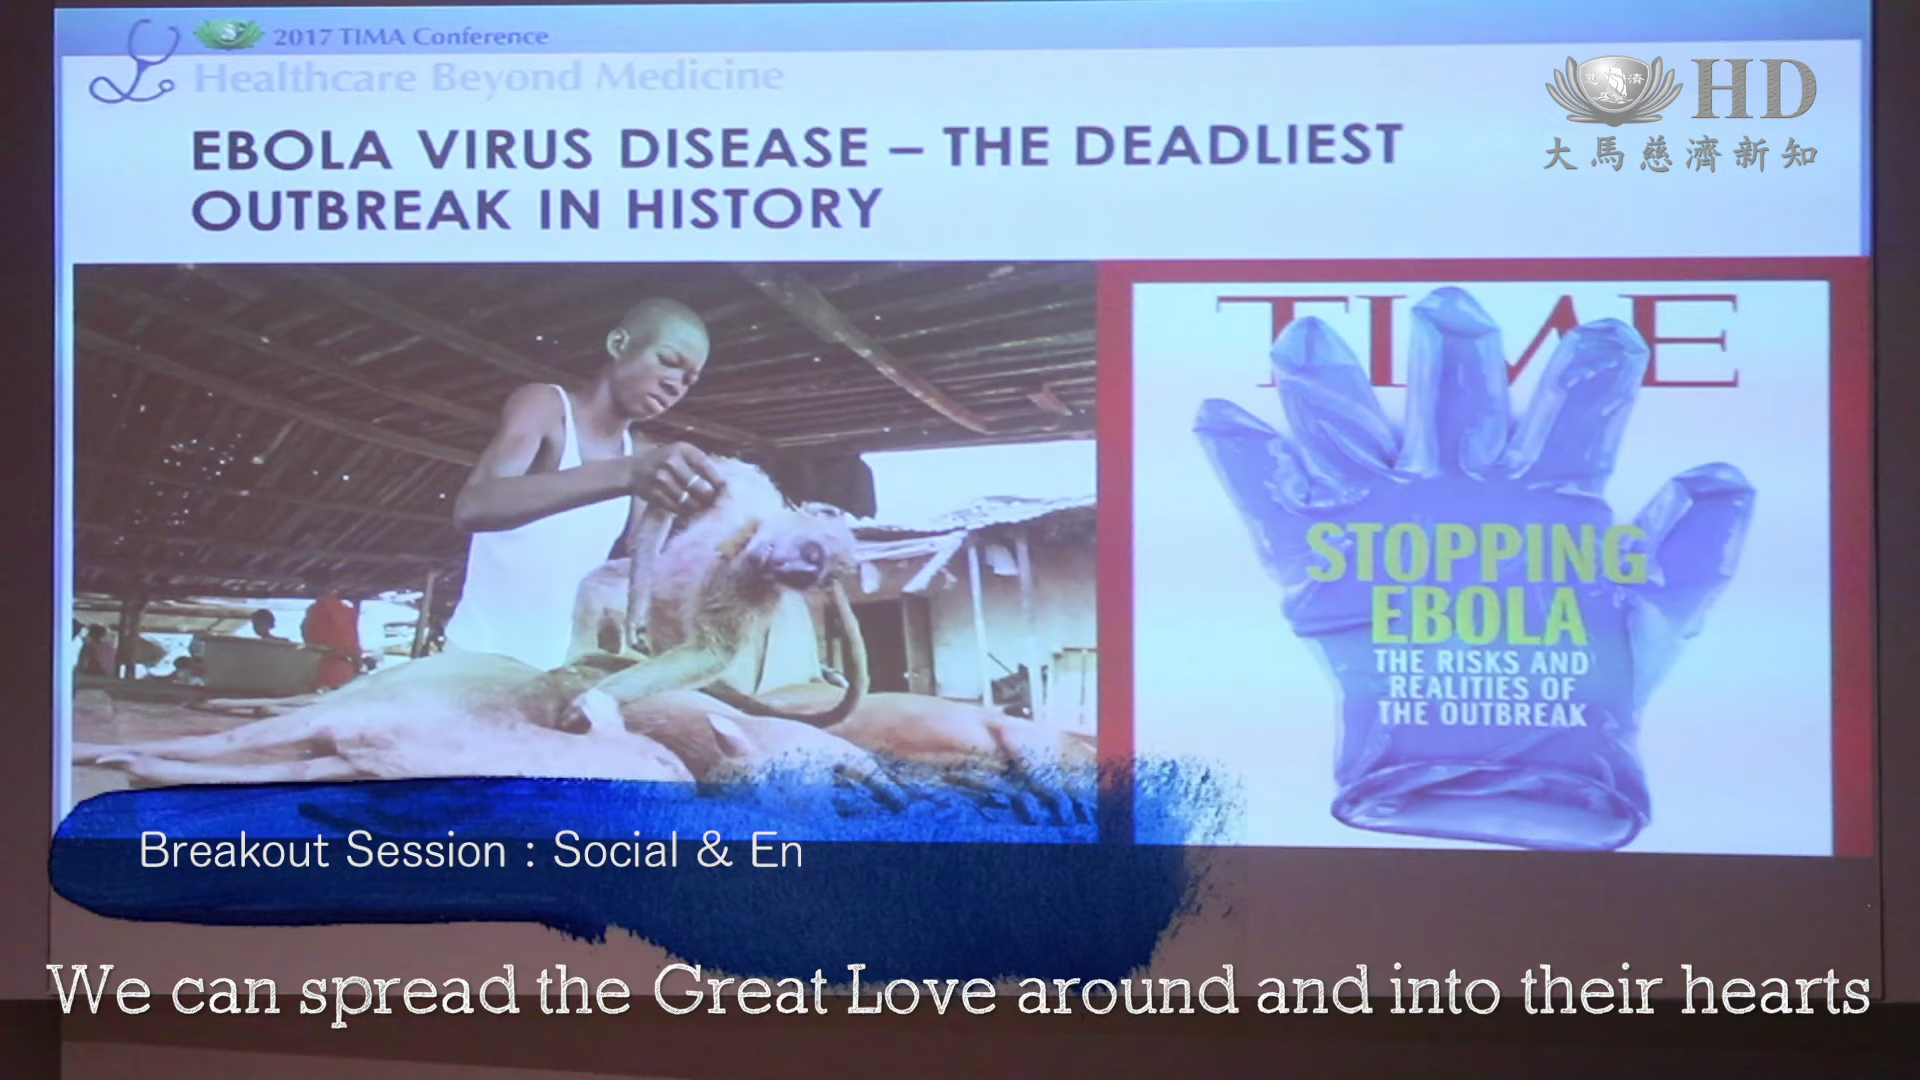 2017 TIMA Conference
Healthcare Beyond Medicine
HD
大馬慈濟新知
EBOLA VIRUS DISEASE – THE DEADLIEST
OUTBREAK IN HISTORY
TIME
STOPPING
EBOLA
THE RISKS AND
REALITIES OF
THE OUTBREAK
Breakout Session : Social & En
We can spread the Great Love around and into their hearts